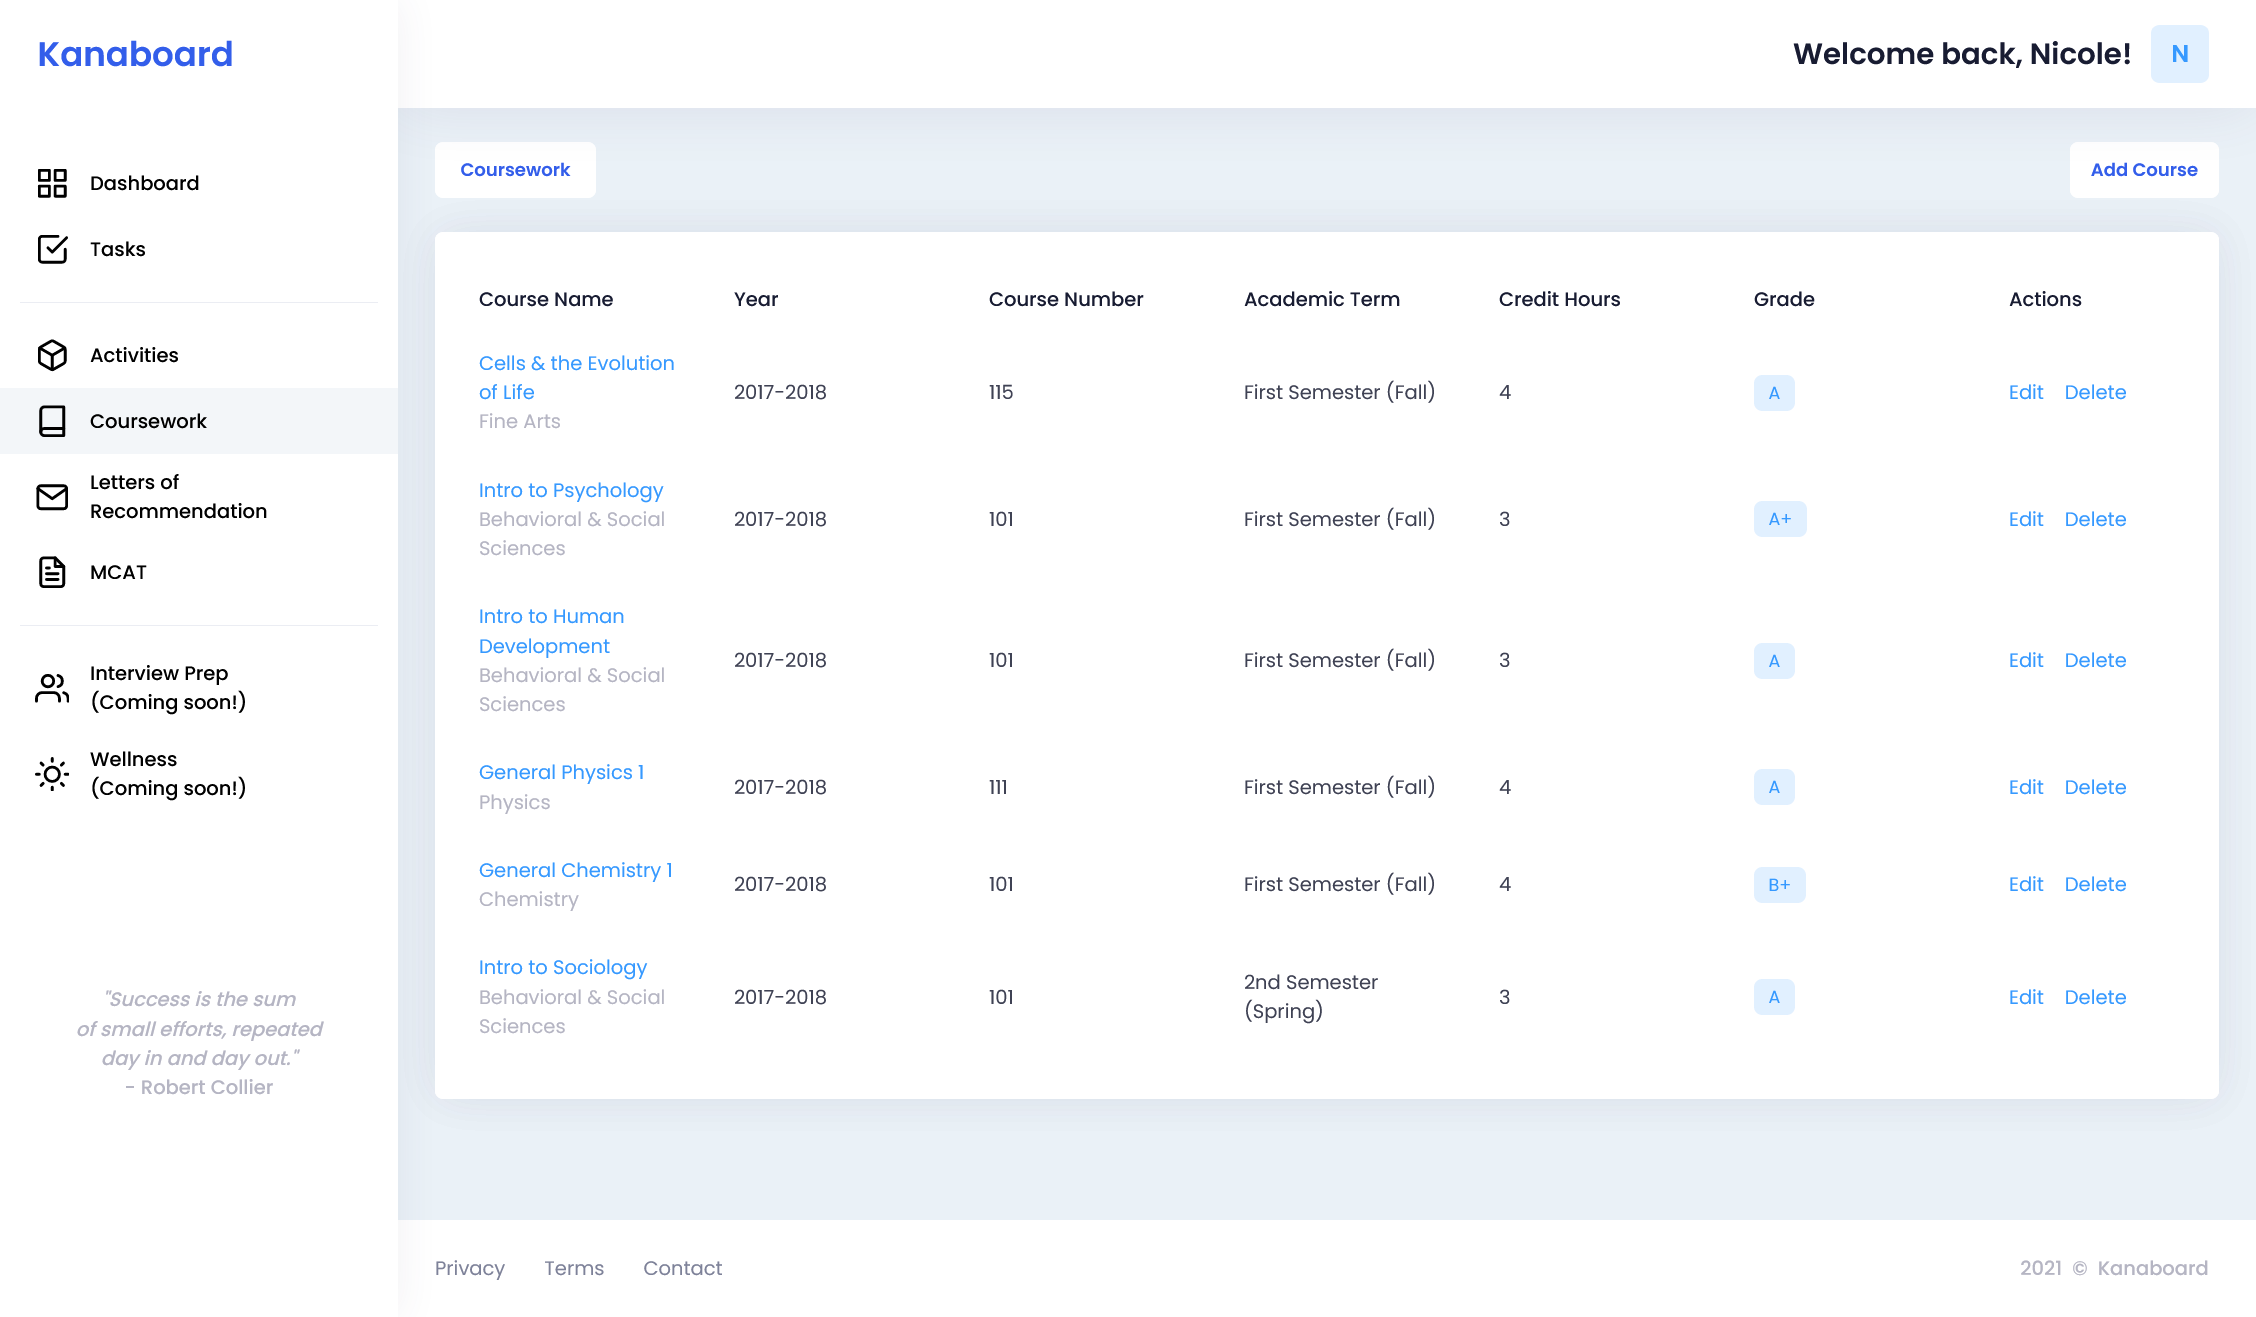 Kanaboard
Welcome back, Nicole!
N
Dashboard
Tasks
Activities
Coursework
Letters of
Recommendation
MCAT
Interview Prep
(Coming soon!)
Wellness
(Coming soon!)
"Success is the sum
of small efforts, repeated
day in and day out."
- Robert Collier
Coursework
Add Course
Course Name Year Course Number Academic Term Credit Hours Grade Actions
Cells & the Evolution
of Life
Fine Arts
2017-2018 115 First Semester (Fall) 4 A Edit Delete
Intro to Psychology
Behavioral & Social
Sciences
2017-2018 101 First Semester (Fall) 3 A+ Edit Delete
Intro to Human
Development
Behavioral & Social
Sciences
2017-2018 101 First Semester (Fall) 3 A Edit Delete
General Physics 1
Physics
2017-2018 111 First Semester (Fall) 4 A Edit Delete
General Chemistry 1
Chemistry
2017-2018 101 First Semester (Fall) 4 B+ Edit Delete
Intro to Sociology
Behavioral & Social
Sciences
2017-2018 101
2nd Semester
(Spring)
3 A Edit Delete
Privacy Terms Contact
2021 © Kanaboard